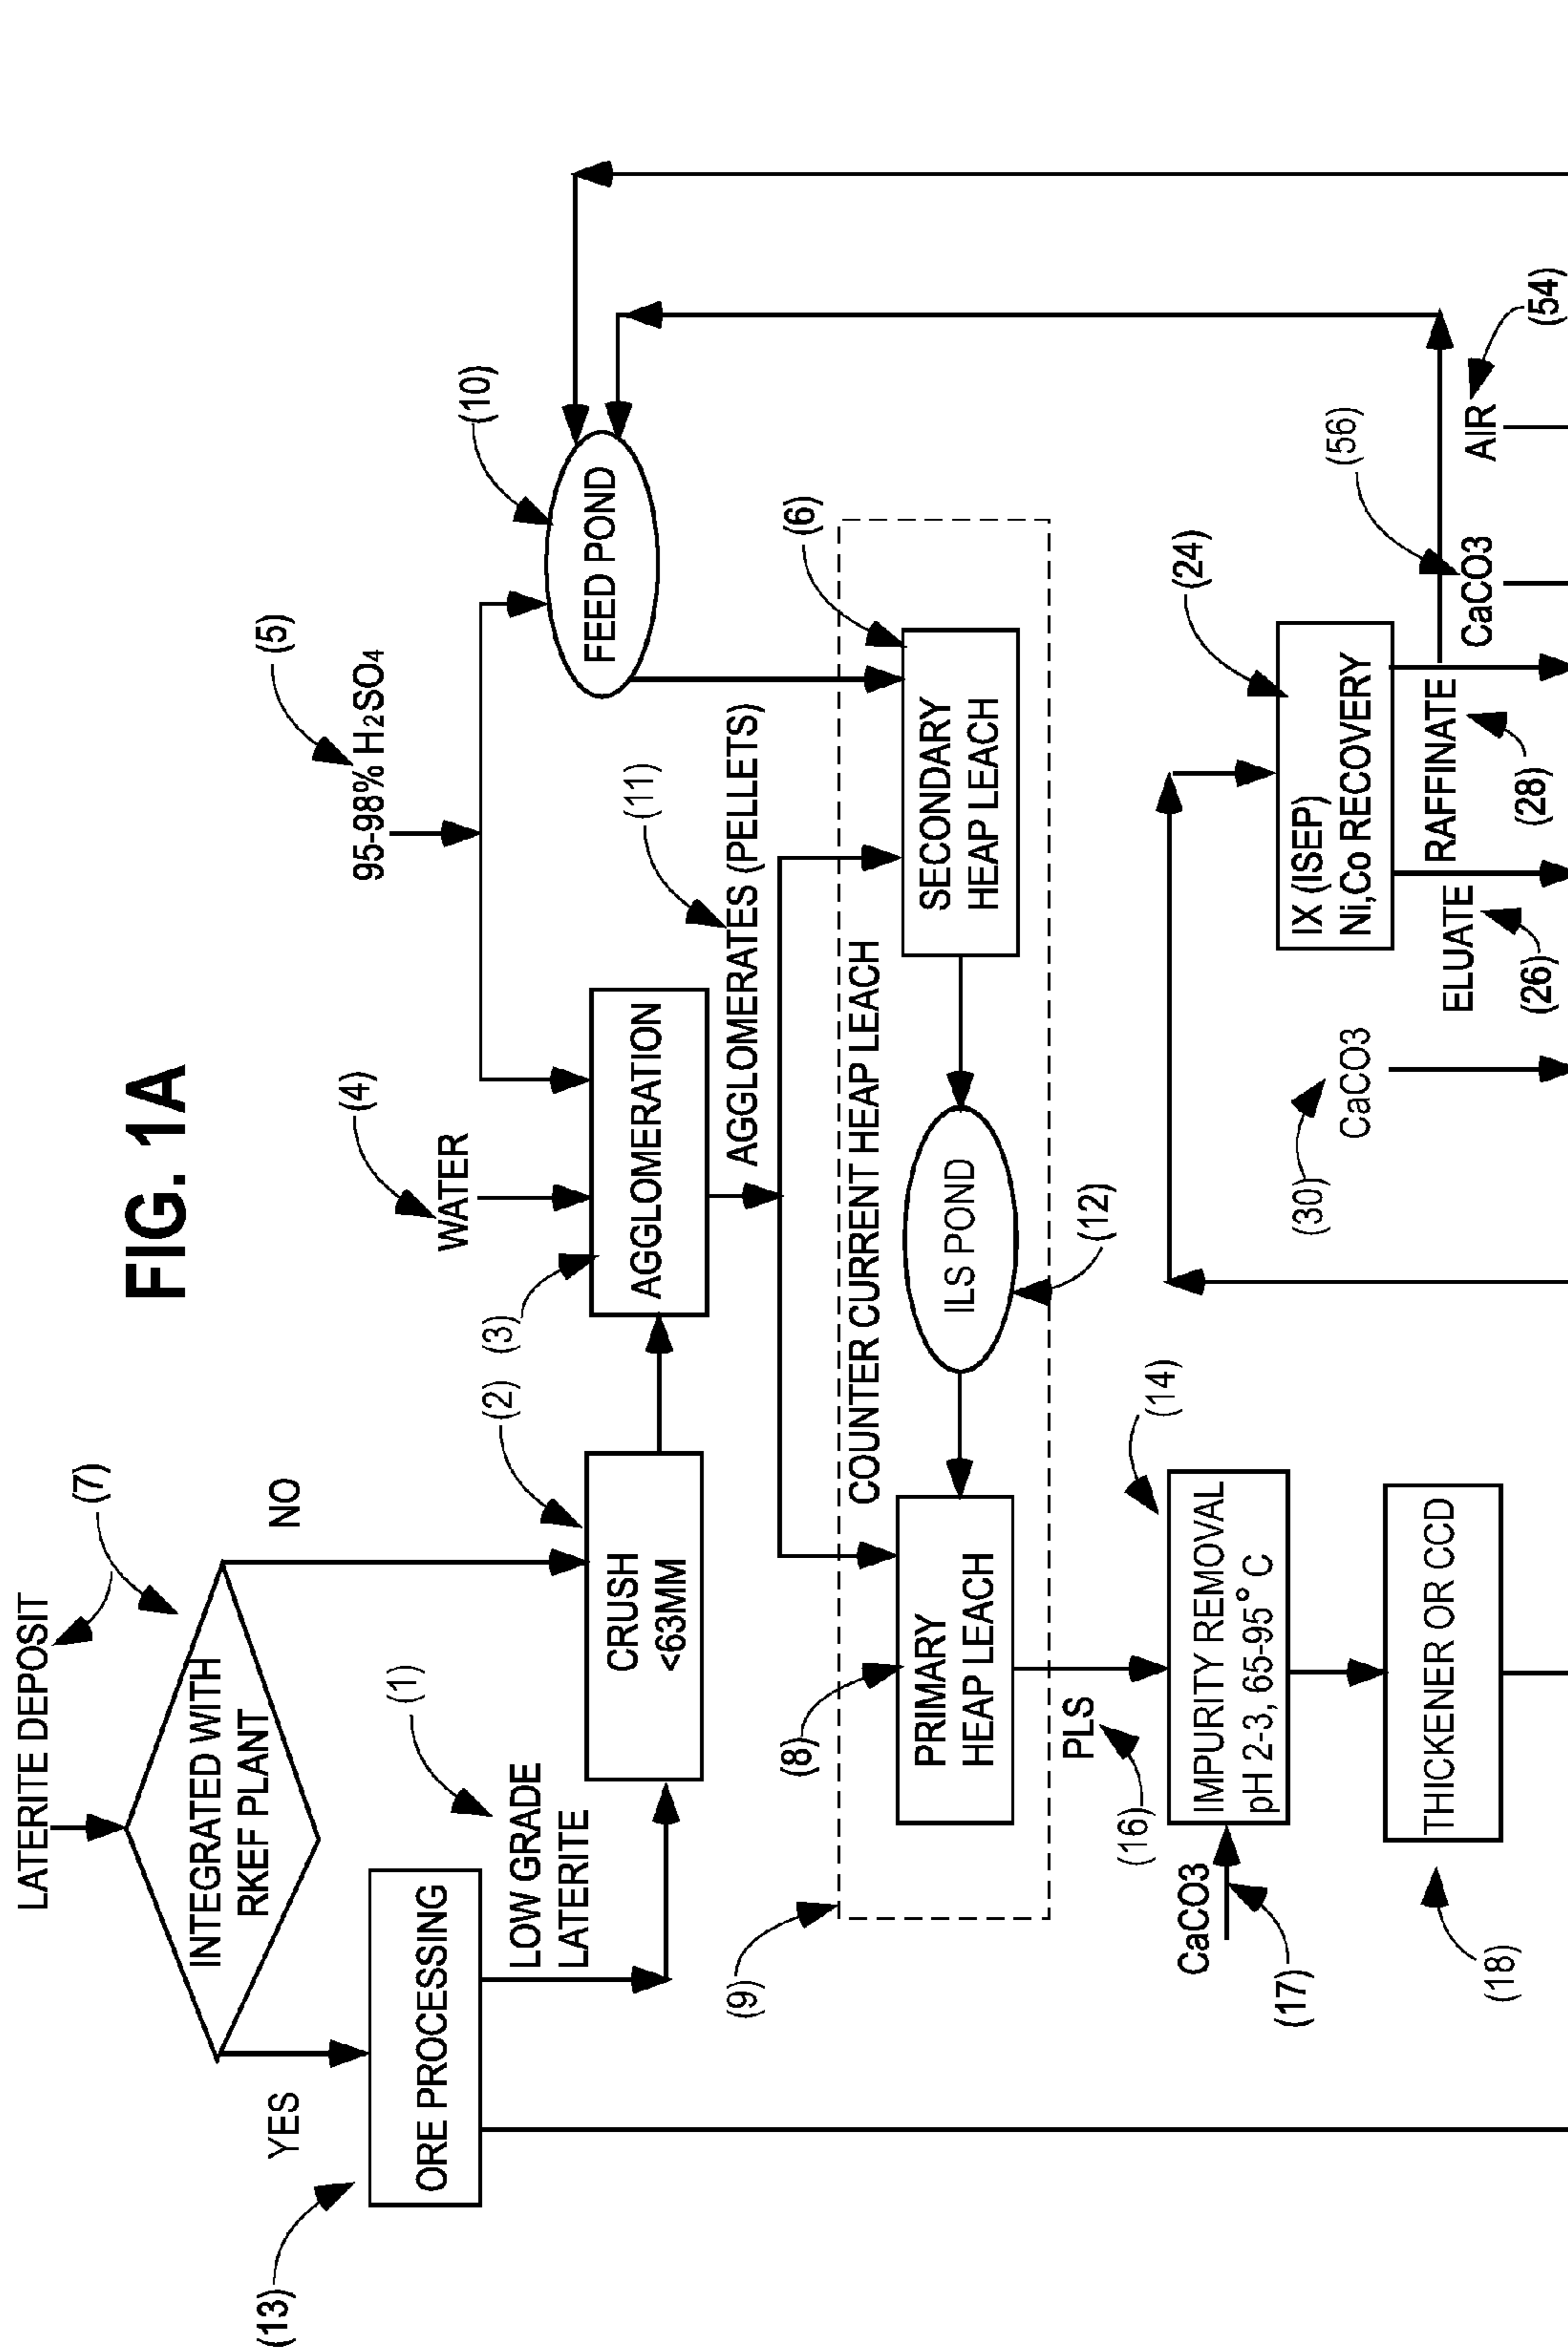 FIG. 1A
LATERITE DEPOSIT
(7)
INTEGRATED WITH
RKEF PLANT
YES
NO
(13)
ORE PROCESSING
(1)
LOW GRADE
LATERITE
(2)
CRUSH
<63MM
(3)
(4)
WATER
(5)
95-98% H₂SO₄
AGGLOMERATION
(10)
FEED POND
(11)
AGGLOMERATES (PELLETS)
(9)
COUNTER CURRENT HEAP LEACH
(8)
PRIMARY
HEAP LEACH
ILS POND
(12)
(6)
SECONDARY
HEAP LEACH
PLS
(16)
CaCO3
(17)
IMPURITY REMOVAL
pH 2-3, 65-95° C
(14)
THICKENER OR CCD
(18)
(24)
IX (ISEP)
Ni,Co RECOVERY
(30)
CaCO3
ELUATE
(26)
RAFFINATE
(28)
(56)
CaCO3
AIR
(54)